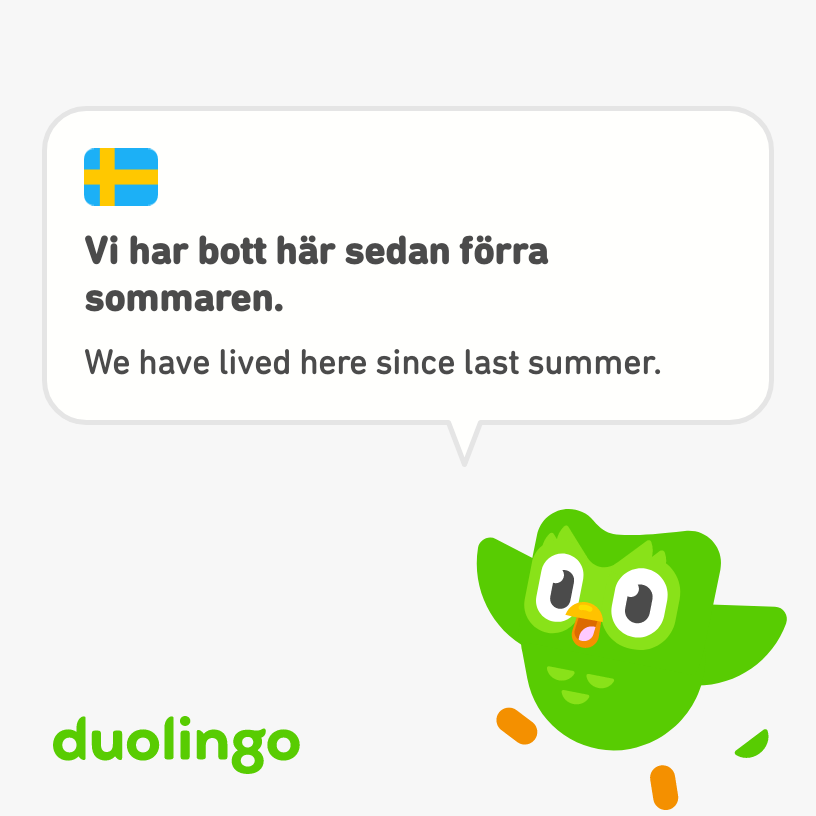 Vi har bott här sedan förra
sommaren.
We have lived here since last summer.
duolingo